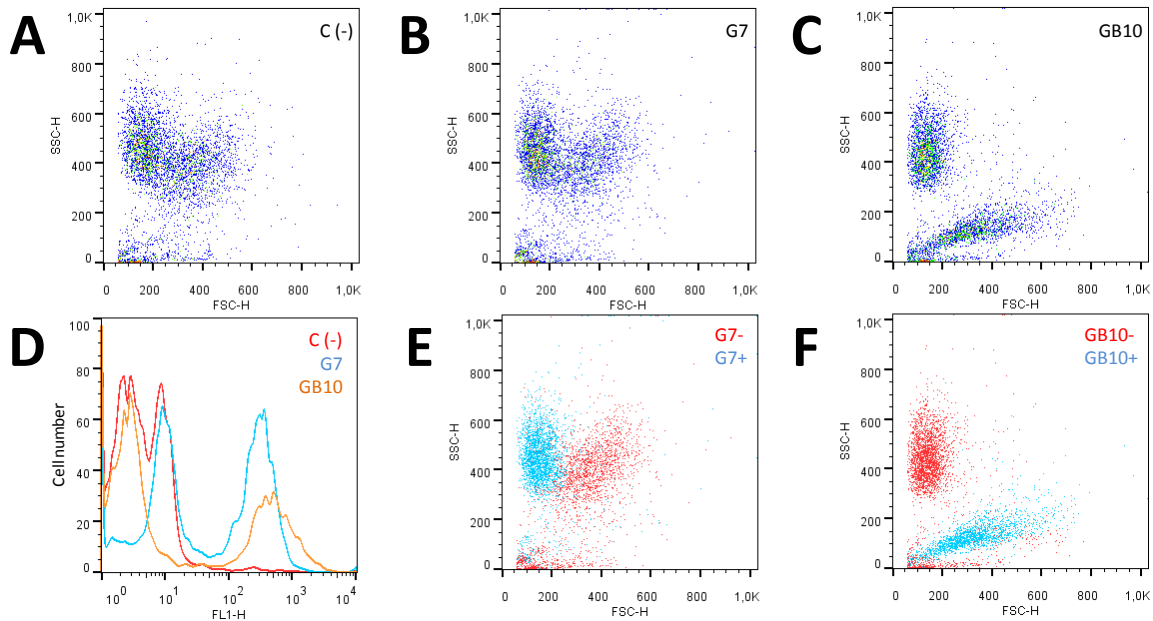 A
C (-)
1,0K
800
600
400
200
0
SSC-H
0 200 400 600 800 1,0K
FSC-H
B
G7
1,0K
800
600
400
200
0
SSC-H
0 200 400 600 800 1,0K
FSC-H
C
GB10
1,0K
800
600
400
200
0
SSC-H
0 200 400 600 800 1,0K
FSC-H
D
C (-)
G7
GB10
100
80
60
40
20
0
Cell number
10^0 10^1 10^2 10^3 10^4
FL1-H
E
G7-
G7+
1,0K
800
600
400
200
0
SSC-H
0 200 400 600 800 1,0K
FSC-H
F
GB10-
GB10+
1,0K
800
600
400
200
0
SSC-H
0 200 400 600 800 1,0K
FSC-H